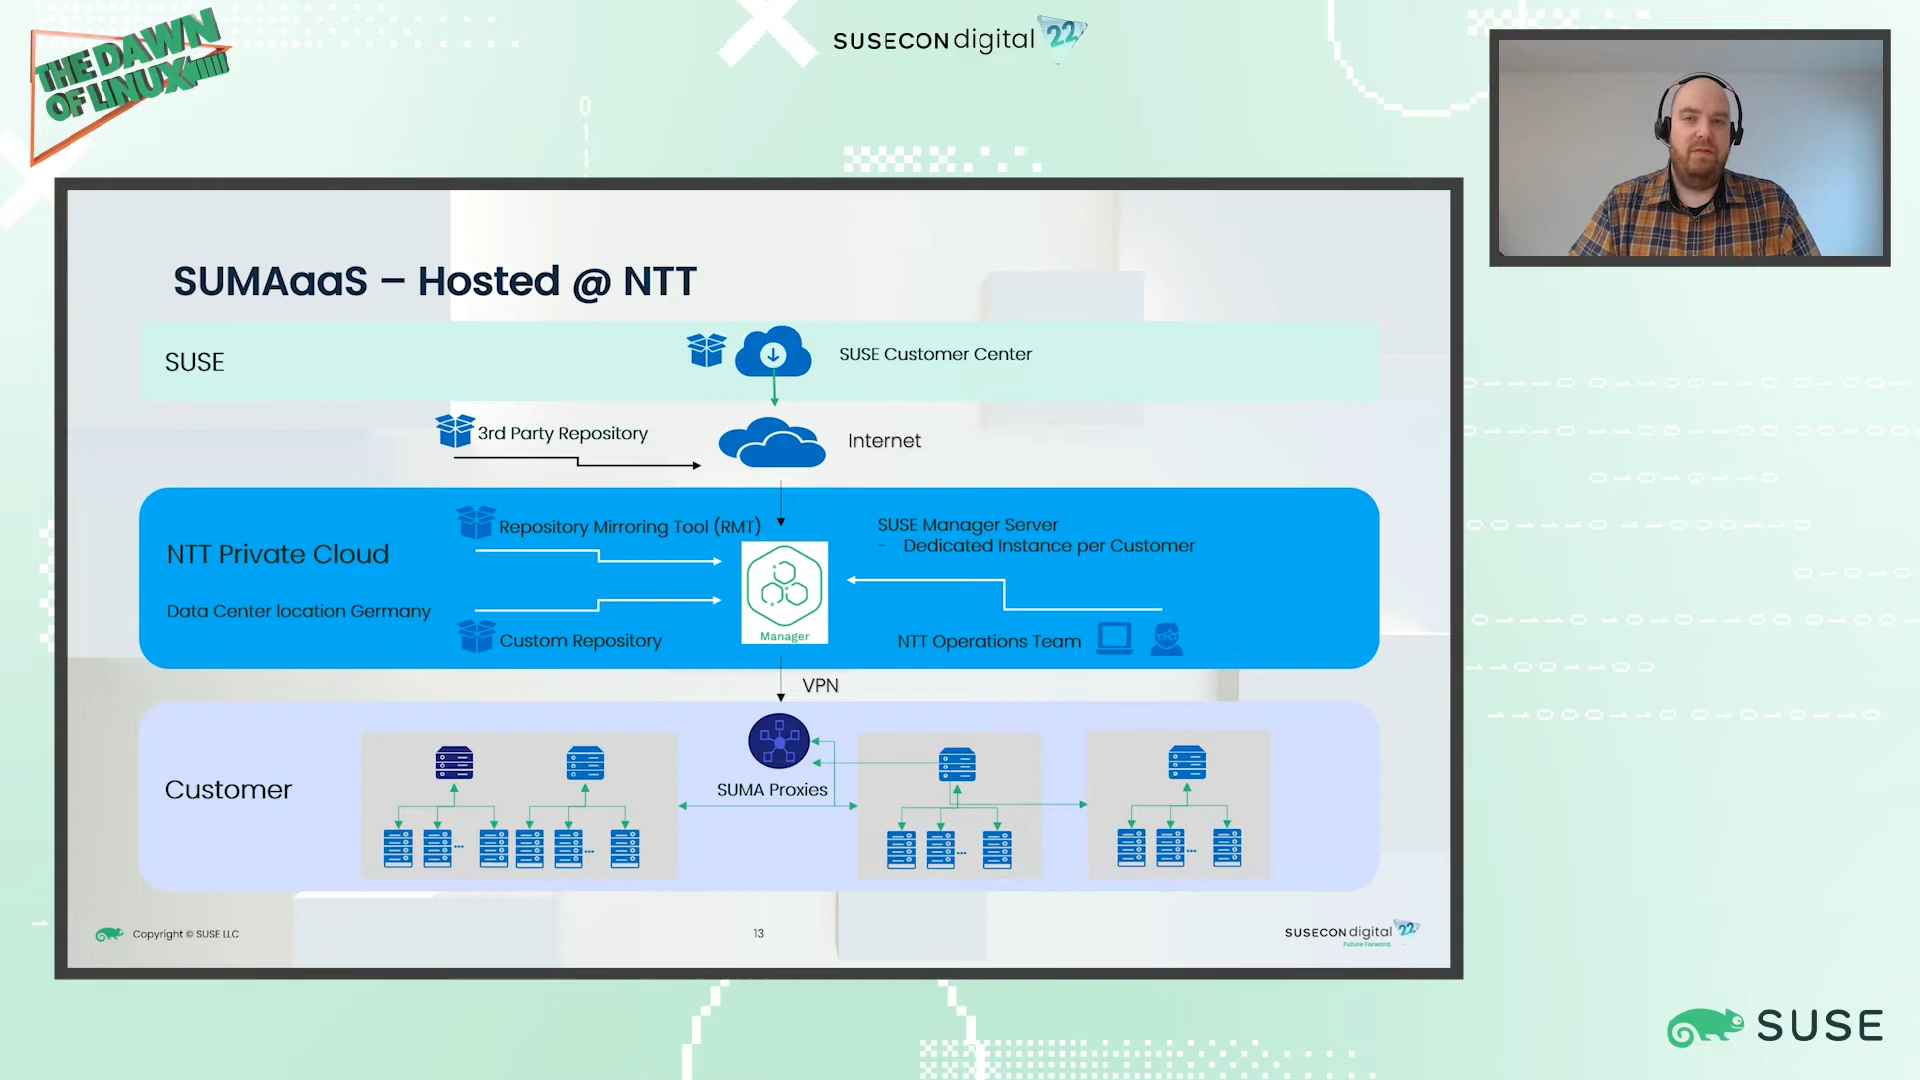 THE DAWN
OF LINUX
SUSECON digital 22
SUMAaaS – Hosted @ NTT
SUSE
SUSE Customer Center
3rd Party Repository
Internet
Repository Mirroring Tool (RMT)
SUSE Manager Server
- Dedicated Instance per Customer
NTT Private Cloud
Data Center location Germany
Manager
Custom Repository
NTT Operations Team
VPN
Customer
SUMA Proxies
...
...
...
...
Copyright © SUSE LLC
13
SUSECON digital 22
Future Forward.
SUSE